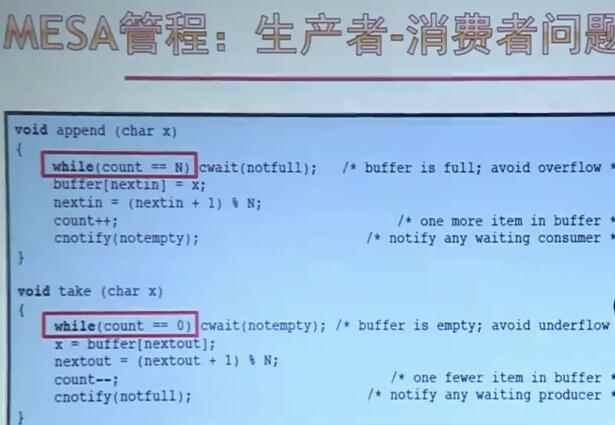 MESA管程：生产者-消费者问题
void append (char x)
{
while(count == N) cwait(notfull); /* buffer is full; avoid overflow *
buffer[nextin] = x;
nextin = (nextin + 1) % N;
count++; /* one more item in buffer *
cnotify(notempty); /* notify any waiting consumer *
}
void take (char x)
{
while(count == 0) cwait(notempty); /* buffer is empty; avoid underflow
x = buffer[nextout];
nextout = (nextout + 1) % N;
count--; /* one fewer item in buffer *
cnotify(notfull); /* notify any waiting producer *
}